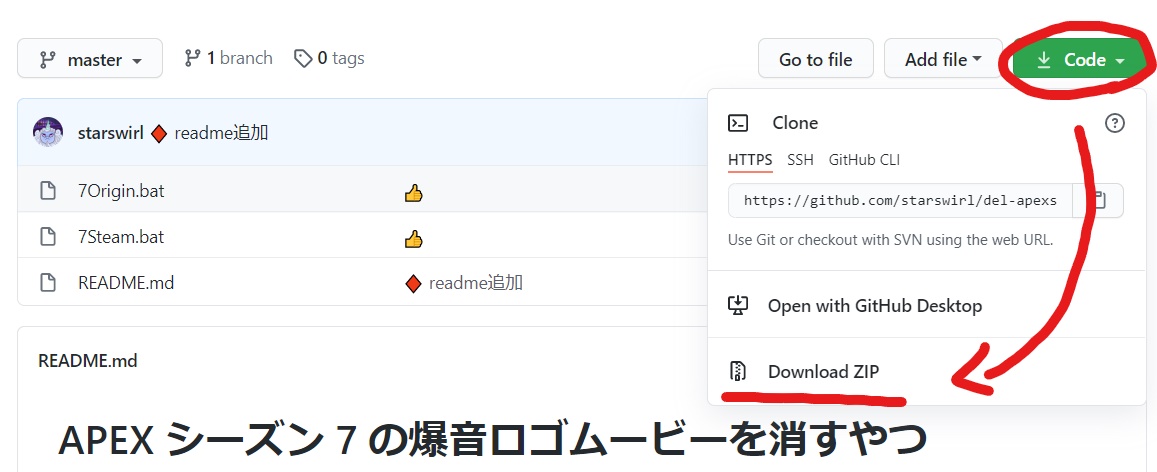 master
1 branch
0 tags
Go to file
Add file
Code
starswirl readme追加
7Origin.bat
7Steam.bat
README.md readme追加
Clone
HTTPS SSH GitHub CLI
https://github.com/starswirl/del-apexs
Use Git or checkout with SVN using the web URL.
Open with GitHub Desktop
Download ZIP
README.md
APEX シーズン 7 の爆音ロゴムービーを消すやつ